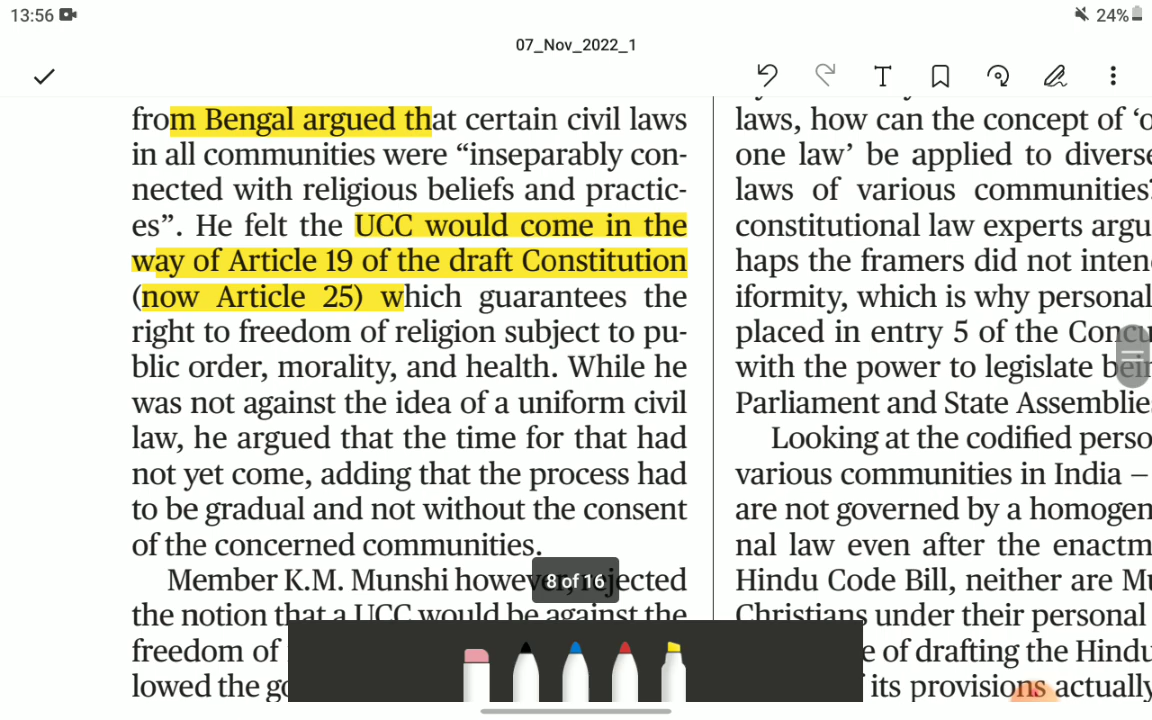 13:56
24%
07_Nov_2022_1
T
from Bengal argued that certain civil laws
in all communities were “inseparably con-
nected with religious beliefs and practic-
es”. He felt the UCC would come in the
way of Article 19 of the draft Constitution
(now Article 25) which guarantees the
right to freedom of religion subject to pu-
blic order, morality, and health. While he
was not against the idea of a uniform civil
law, he argued that the time for that had
not yet come, adding that the process had
to be gradual and not without the consent
of the concerned communities.
Member K.M. Munshi however, rejected
the notion that a UCC would be against the
freedom of
lowed the go
laws, how can the concept of ‘o
one law’ be applied to diverse
laws of various communities?
constitutional law experts argu
haps the framers did not inten
iformity, which is why personal
placed in entry 5 of the Concu
with the power to legislate bein
Parliament and State Assemblies
Looking at the codified perso
various communities in India –
are not governed by a homogen
nal law even after the enactm
Hindu Code Bill, neither are Mu
Christians under their personal
e of drafting the Hindu
its provisions actually
8 of 16